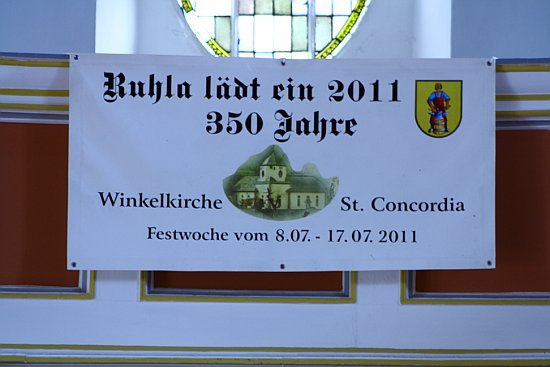 Ruhla lädt ein 2011
350 Jahre
Winkelkirche St. Concordia
Festwoche vom 8.07. - 17.07. 2011